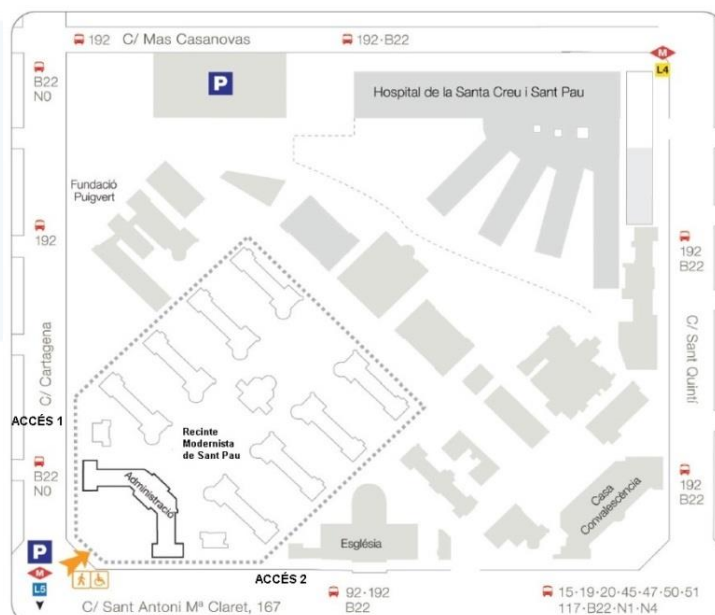 192 C/ Mas Casanovas
192·B22
M
L4
B22
N0
P
Hospital de la Santa Creu i Sant Pau
Fundació
Puigvert
192
192
B22
C/ Cartagena
C/ Sant Quintí
ACCÉS 1
Recinte
Modernista
de Sant Pau
B22
N0
Administració
192
B22
Casa
Convalescència
Església
P
M
L5
ACCÉS 2
C/ Sant Antoni Mª Claret, 167
92·192
B22
15·19·20·45·47·50·51
117·B22·N1·N4